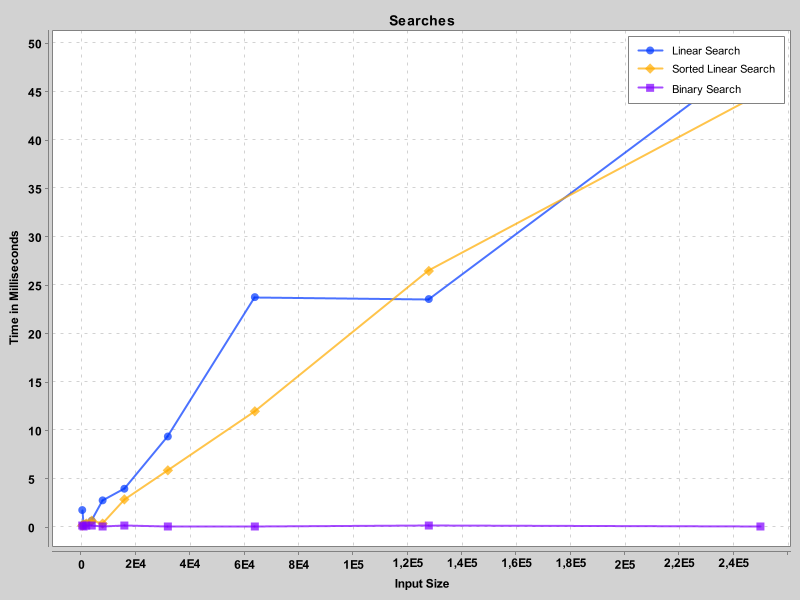 Searches
Linear Search
Sorted Linear Search
Binary Search
Time in Milliseconds
50
45
40
35
30
25
20
15
10
5
0
0 2E4 4E4 6E4 8E4 1E5 1,2E5 1,4E5 1,6E5 1,8E5 2E5 2,2E5 2,4E5
Input Size